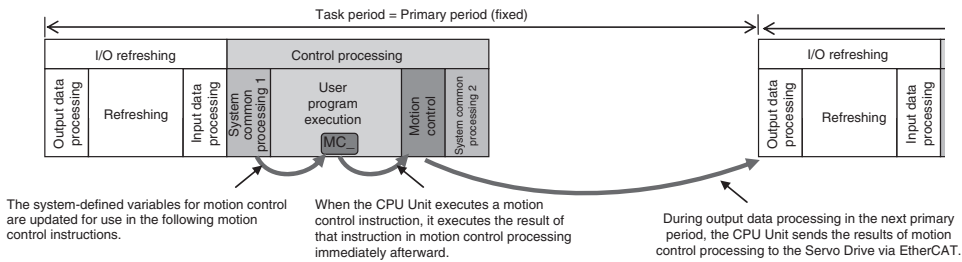 Task period = Primary period (fixed)
I/O refreshing
Control processing
I/O refreshing
Output data
processing
Refreshing
Input data
processing
System
common
processing 1
User
program
execution
MC_
Motion
control
System common
processing 2
Output data
processing
Refreshing
Input data
processing
The system-defined variables for motion control
are updated for use in the following motion
control instructions.
When the CPU Unit executes a motion
control instruction, it executes the result of
that instruction in motion control processing
immediately afterward.
During output data processing in the next primary
period, the CPU Unit sends the results of motion
control processing to the Servo Drive via EtherCAT.